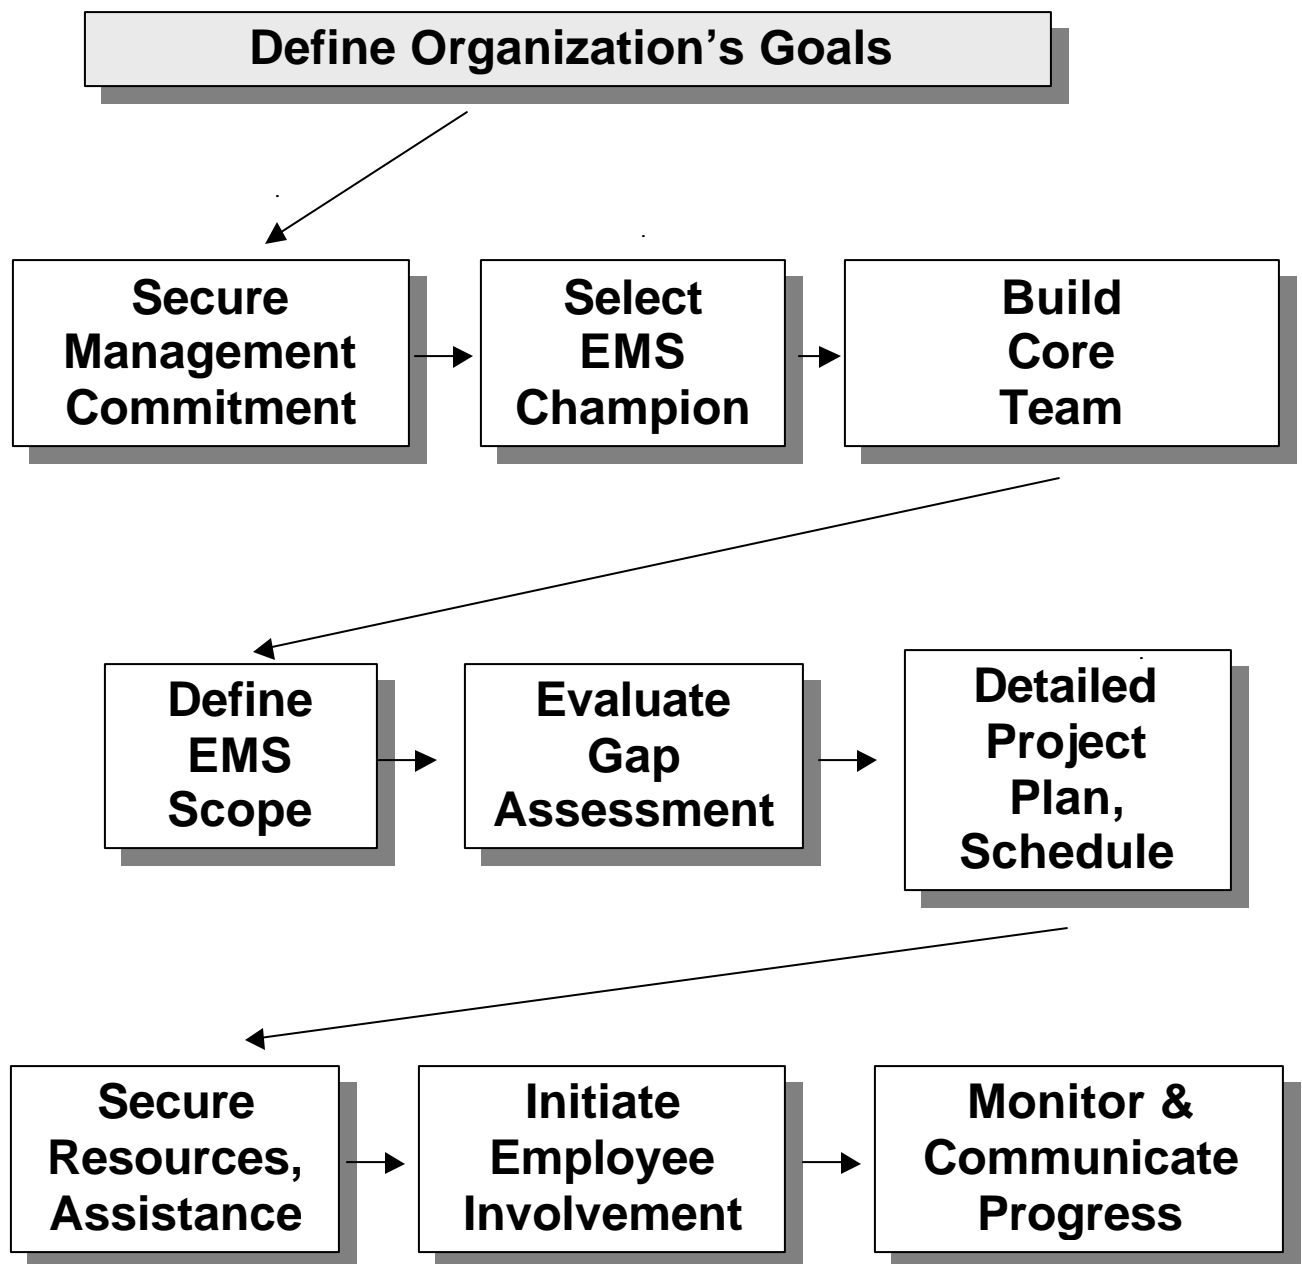 Define Organization’s Goals
Secure
Management
Commitment
Select
EMS
Champion
Build
Core
Team
Define
EMS
Scope
Evaluate
Gap
Assessment
Detailed
Project
Plan,
Schedule
Secure
Resources,
Assistance
Initiate
Employee
Involvement
Monitor &
Communicate
Progress